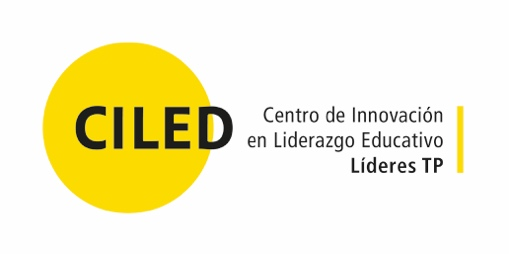 CILED
Centro de Innovación
en Liderazgo Educativo
Líderes TP